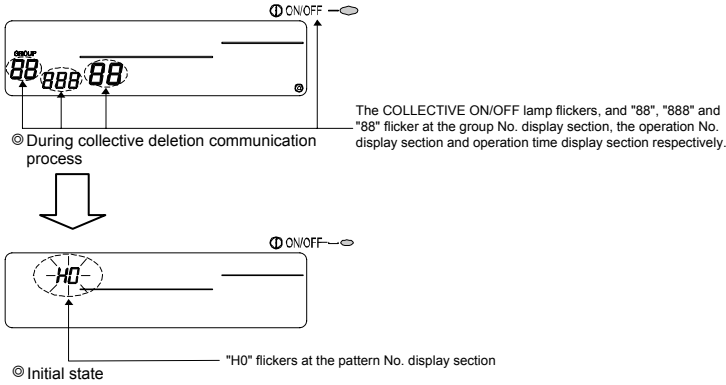 ⓘ ON/OFF
GROUP
88 888 88
The COLLECTIVE ON/OFF lamp flickers, and "88", "888" and
"88" flicker at the group No. display section, the operation No.
display section and operation time display section respectively.
◎ During collective deletion communication
process
ⓘ ON/OFF
H0
"H0" flickers at the pattern No. display section
◎ Initial state